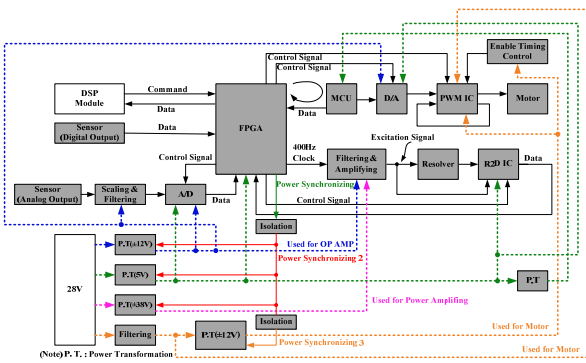 Control Signal
Control Signal
Enable Timing
Control
DSP
Module
Command
Data
FPGA
Data
MCU
D/A
PWM IC
Motor
Sensor
(Digital Output)
Data
400Hz
Clock
Excitation Signal
Control Signal
Filtering &
Amplifying
Resolver
R2D IC
Data
Sensor
(Analog Output)
Scaling &
Filtering
A/D
Data
Power Synchronizing
Control Signal
Isolation
28V
P.T(±12V)
Used for OP AMP
Power Synchronizing 2
P.T(5V)
P.T
P.T(±38V)
Used for Power Amplifing
Isolation
Filtering
P.T(±12V)
Used for Motor
Power Synchronizing 3
Used for Motor
(Note) P. T. : Power Transformation